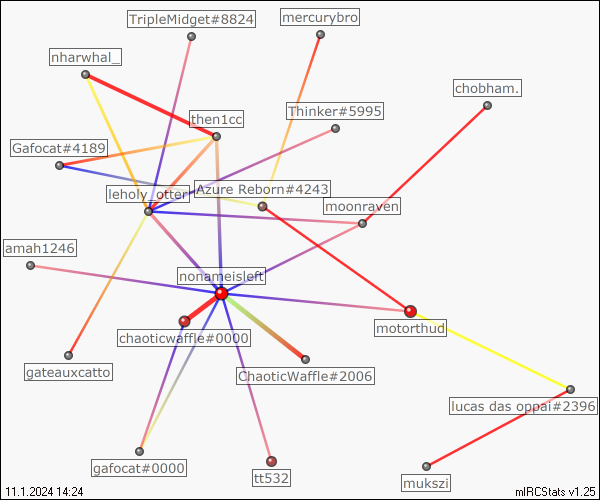 TripleMidget#8824
mercurybro
nharwhal_
chobham.
Thinker#5995
then1cc
Gafocat#4189
leholy_otter
Azure Reborn#4243
moonraven
amah1246
nonameisleft
motorthud
chaoticwaffle#0000
gateauxcatto
ChaoticWaffle#2006
lucas das oppai#2396
gafocat#0000
tt532
mukszi
11.1.2024 14:24
mIRCStats v1.25